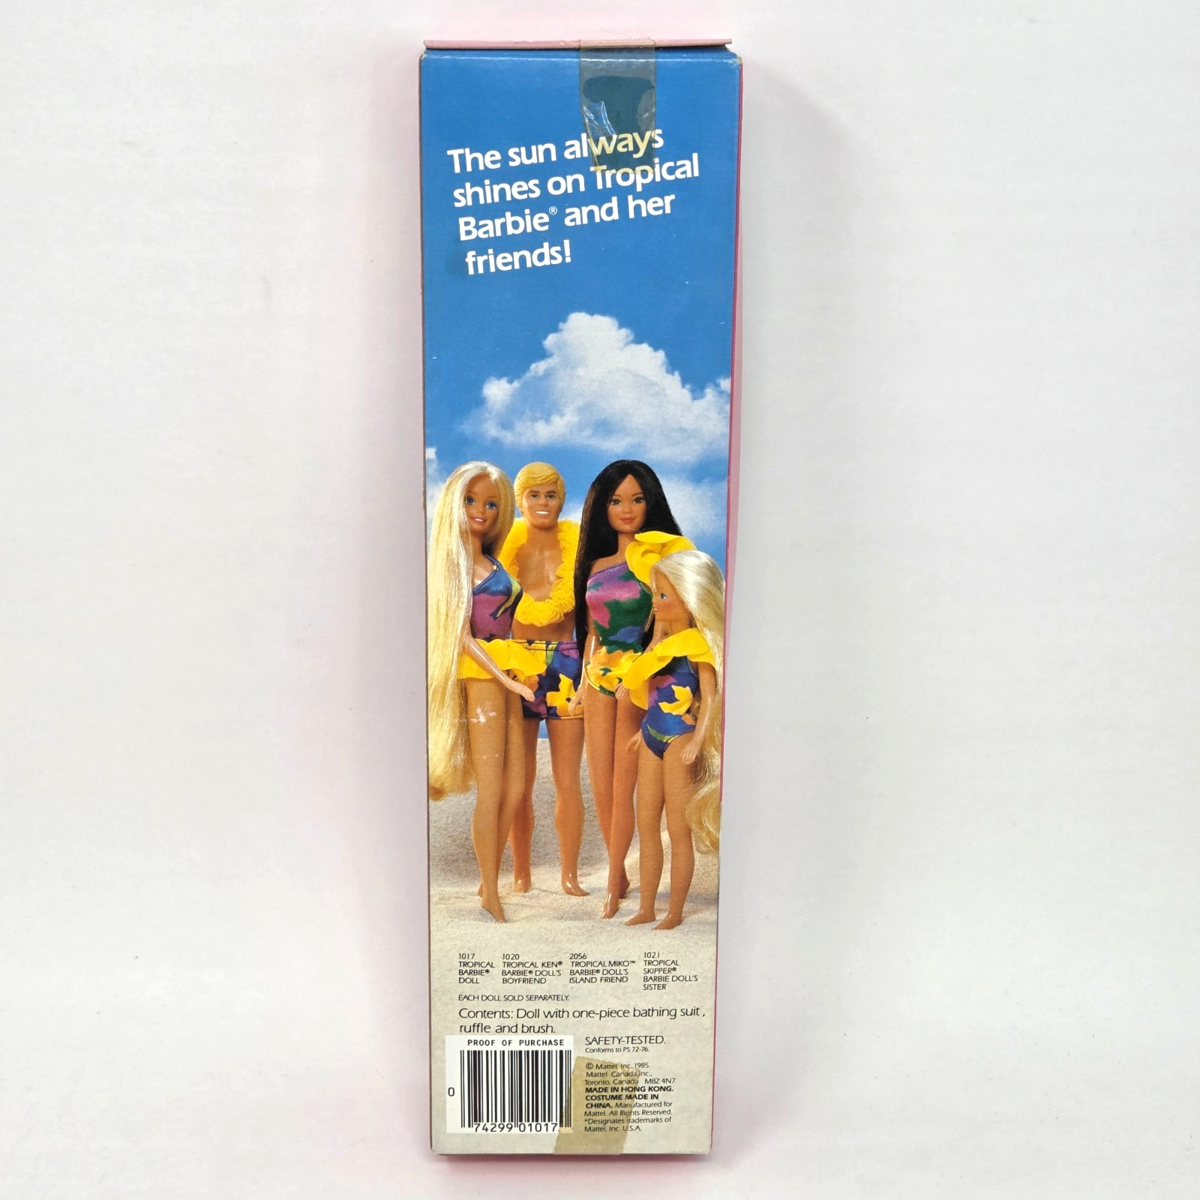 The sun always
shines on Tropical
Barbie® and her
friends!
1017
TROPICAL
BARBIE®
DOLL
1020
TROPICAL KEN®
BARBIE® DOLL'S
BOYFRIEND
2056
TROPICAL MIKO™
BARBIE® DOLL'S
ISLAND FRIEND
1021
TROPICAL
SKIPPER®
BARBIE DOLL'S
SISTER
EACH DOLL SOLD SEPARATELY.
Contents: Doll with one-piece bathing suit,
ruffle and brush.
PROOF OF PURCHASE
0
74299 01017
SAFETY-TESTED.
Conforms to PS 72-76.
© Mattel, Inc. 1985.
Mattel Canada Inc.,
Toronto, Canada M8Z 4N7
MADE IN HONG KONG.
COSTUME MADE IN
CHINA. Manufactured for
Mattel. All Rights Reserved.
*Designates trademarks of
Mattel, Inc. U.S.A.